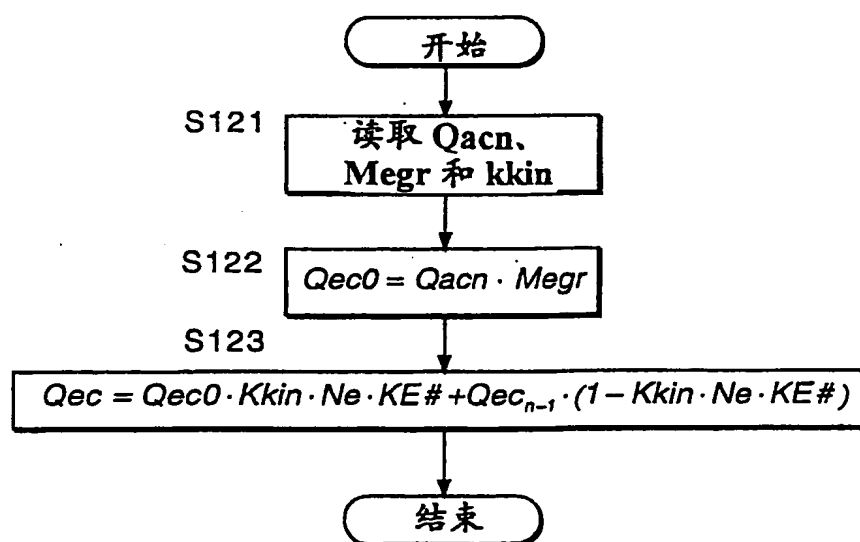 开始
S121
读取 Qacn、
Megr 和 kkin
S122
Qec0 = Qacn · Megr
S123
Qec = Qec0 · Kkin · Ne · KE# + Qecₙ₋₁ · (1 – Kkin · Ne · KE#)
结束